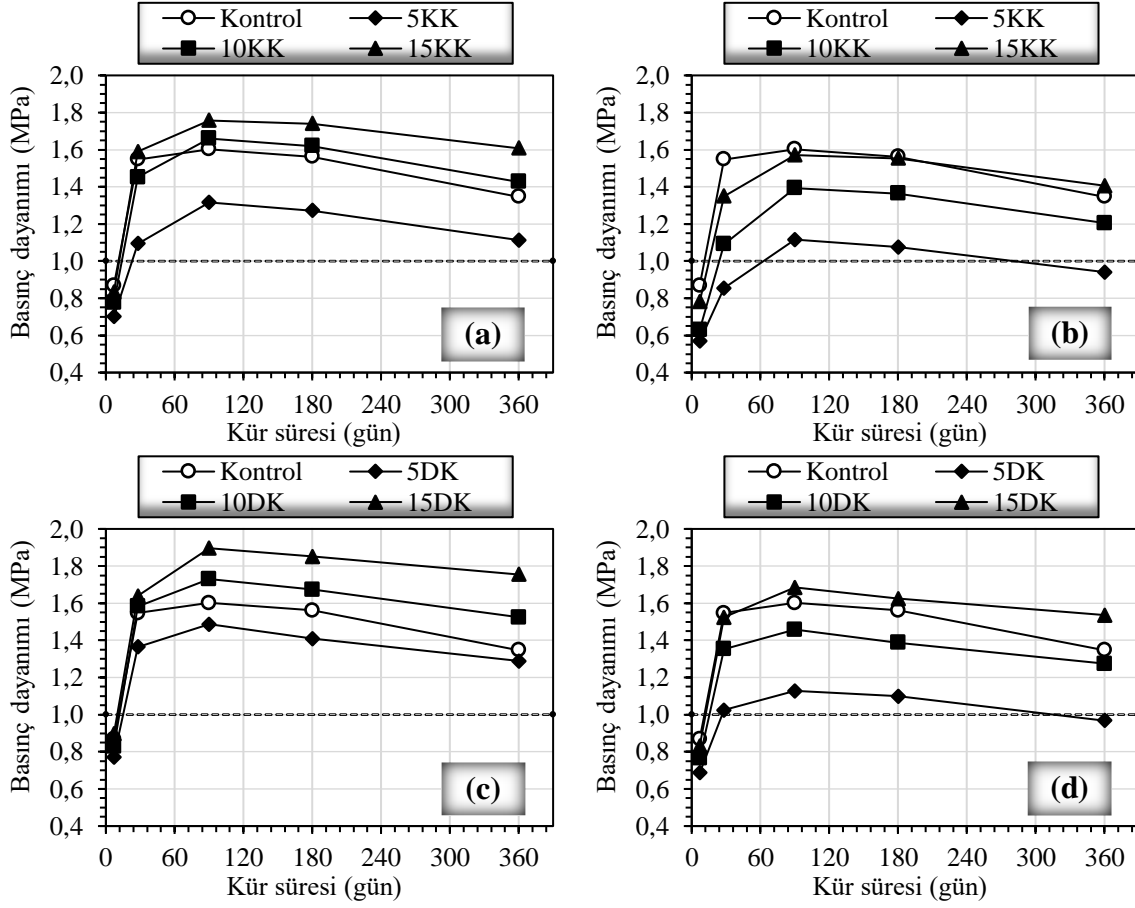 Kontrol 5KK
10KK 15KK
2,0
1,8
1,6
1,4
1,2
1,0
0,8
0,6
0,4
Basınç dayanımı (MPa)
(a)
0 60 120 180 240 300 360
Kür süresi (gün)
Kontrol 5KK
10KK 15KK
2,0
1,8
1,6
1,4
1,2
1,0
0,8
0,6
0,4
Basınç dayanımı (MPa)
(b)
0 60 120 180 240 300 360
Kür süresi (gün)
Kontrol 5DK
10DK 15DK
2,0
1,8
1,6
1,4
1,2
1,0
0,8
0,6
0,4
Basınç dayanımı (MPa)
(c)
0 60 120 180 240 300 360
Kür süresi (gün)
Kontrol 5DK
10DK 15DK
2,0
1,8
1,6
1,4
1,2
1,0
0,8
0,6
0,4
Basınç dayanımı (MPa)
(d)
0 60 120 180 240 300 360
Kür süresi (gün)